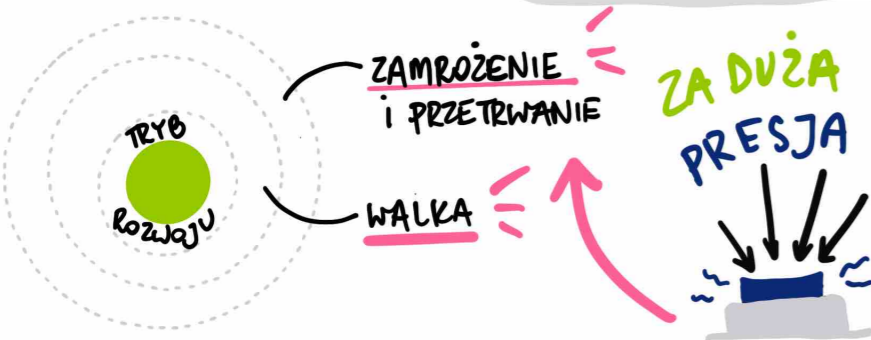 TRYB
ROZWOJU
ZAMROŻENIE
i PRZETRWANIE
WALKA
ZA DUŻA
PRESJA